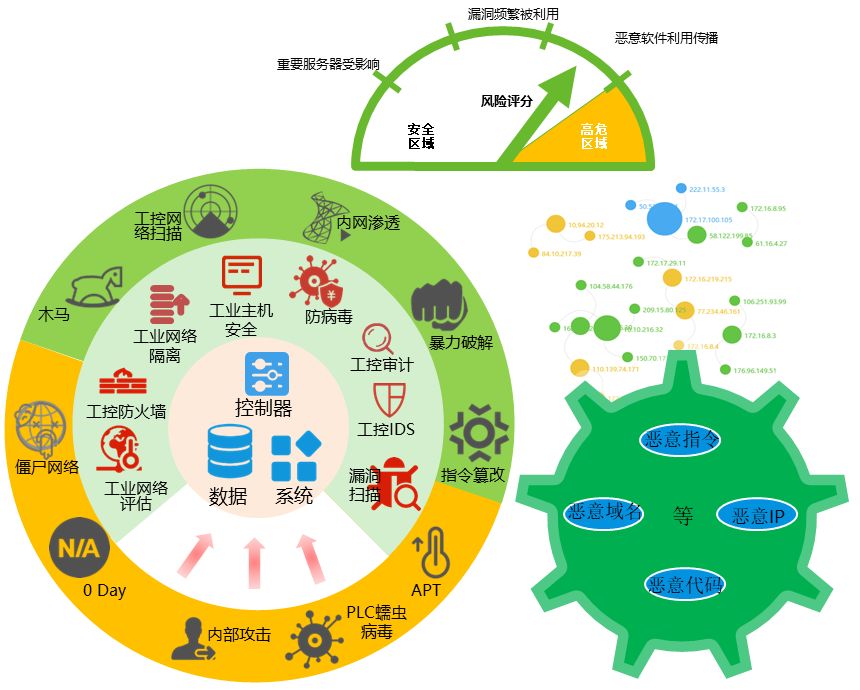 漏洞频繁被利用
恶意软件利用传播
重要服务器受影响
风险评分
安全
区域
高危
区域
工控网
络扫描
内网渗透
木马
暴力破解
僵尸网络
指令篡改
0 Day
N/A
APT
内部攻击
PLC蠕虫
病毒
工业主机
安全
防病毒
工业网络
隔离
工控审计
工控防火墙
工控IDS
工业网络
评估
漏洞
扫描
控制器
数据
系统
222.11.55.3
172.17.100.105
172.16.8.95
10.94.20.12
175.213.94.193
58.122.199.85
61.16.4.27
84.10.217.39
172.17.29.11
104.58.44.176
172.16.219.215
106.251.93.99
209.15.80.121
77.234.46.161
10.10.216.32
172.16.8.3
172.16.8.4
150.70.17
110.139.74.171
176.96.149.51
恶意指令
恶意域名
等
恶意IP
恶意代码